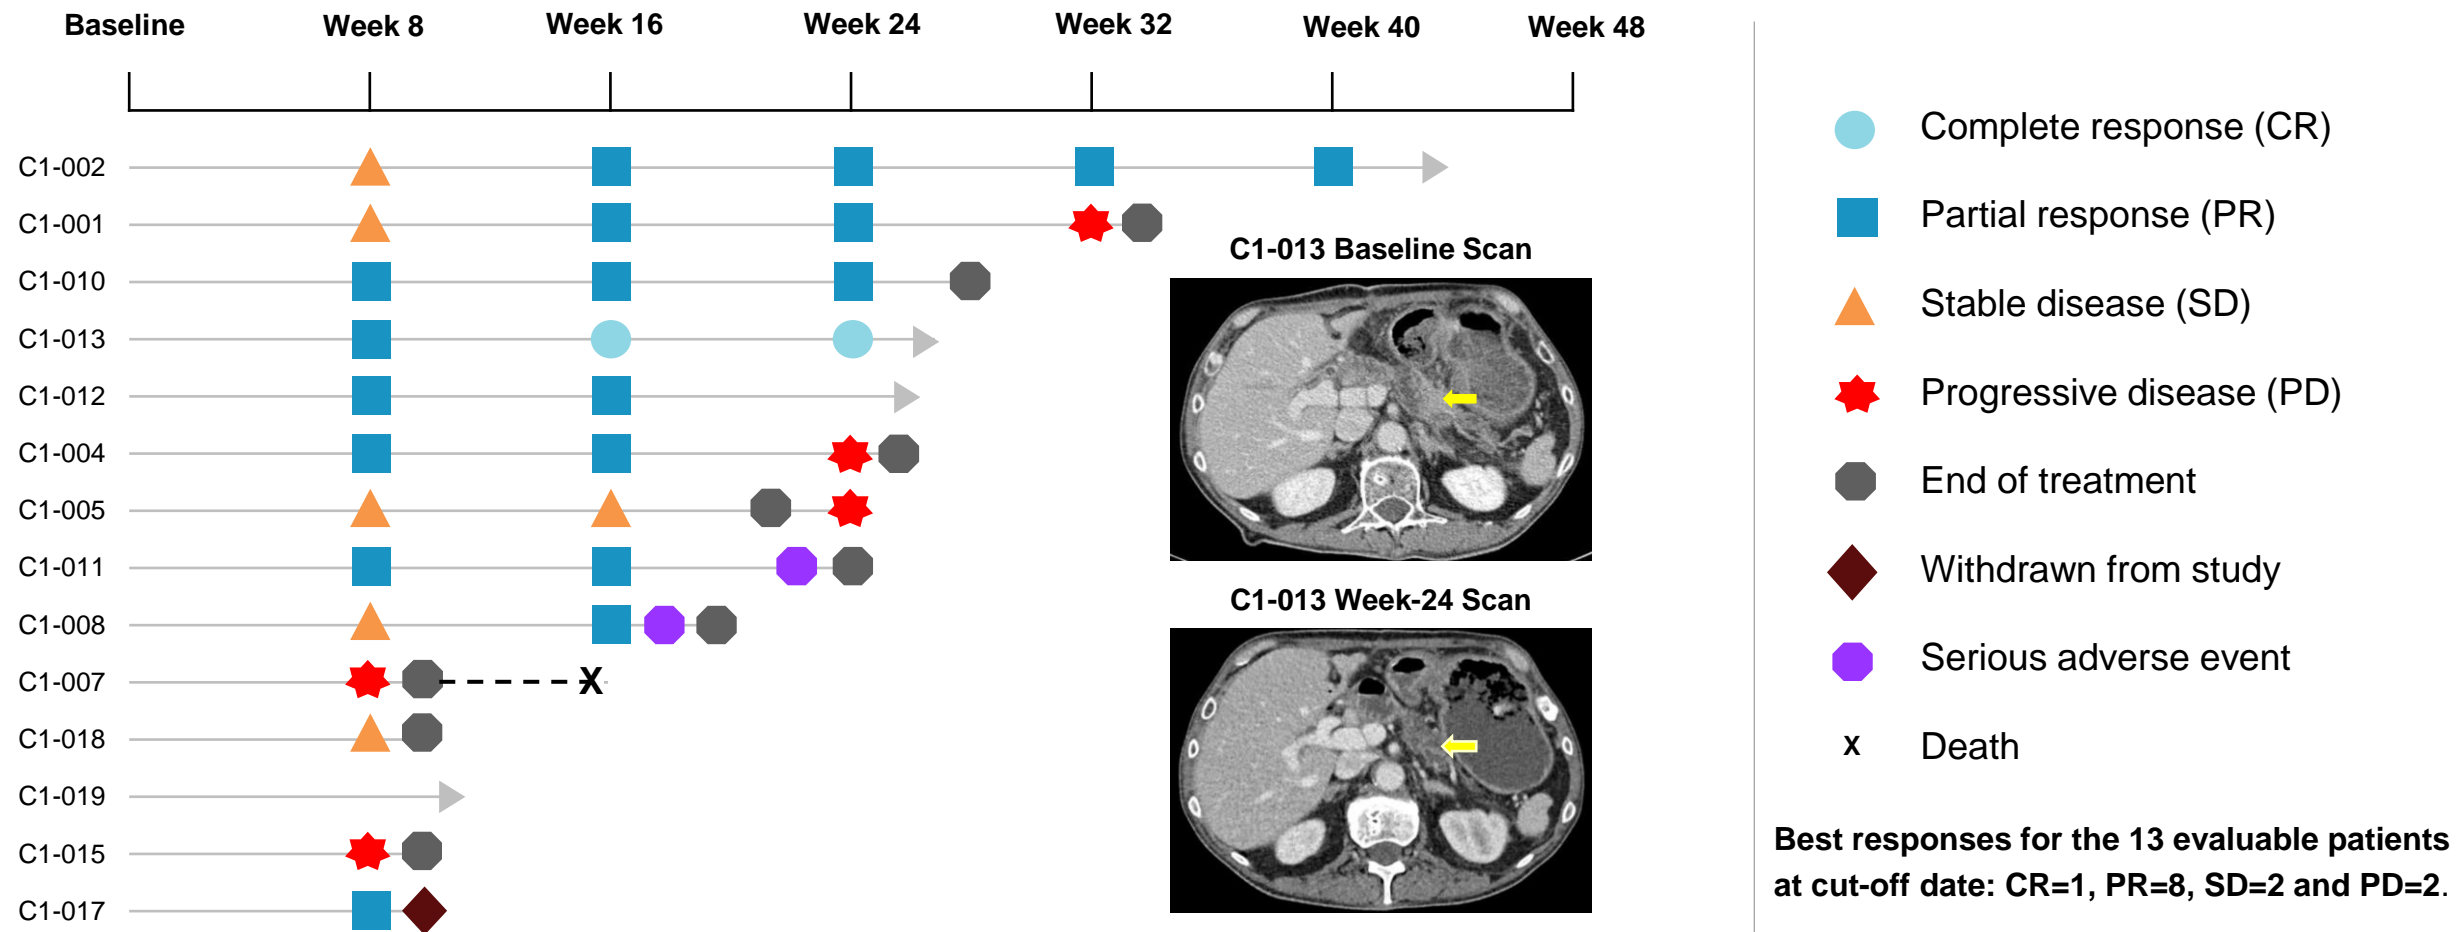 Baseline Week 8 Week 16 Week 24 Week 32 Week 40 Week 48
C1-002
C1-001
C1-010
C1-013
C1-012
C1-004
C1-005
C1-011
C1-008
C1-007
X
C1-018
C1-019
C1-015
C1-017
C1-013 Baseline Scan
C1-013 Week-24 Scan
Complete response (CR)
Partial response (PR)
Stable disease (SD)
Progressive disease (PD)
End of treatment
Withdrawn from study
Serious adverse event
X Death
Best responses for the 13 evaluable patients
at cut-off date: CR=1, PR=8, SD=2 and PD=2.